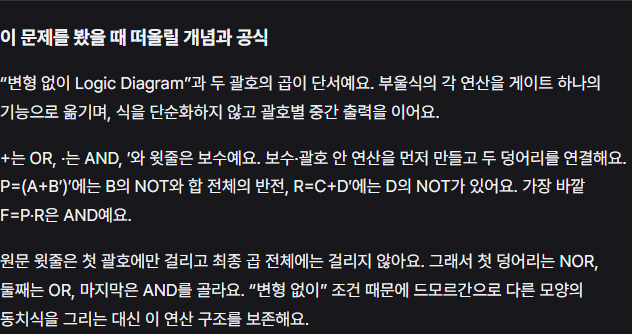 이 문제를 봤을 때 떠올릴 개념과 공식
“변형 없이 Logic Diagram”과 두 괄호의 곱이 단서예요. 부울식의 각 연산을 게이트 하나의
기능으로 옮기며, 식을 단순화하지 않고 괄호별 중간 출력을 이어요.
+는 OR, ·는 AND, ′와 윗줄은 보수예요. 보수·괄호 안 연산을 먼저 만들고 두 덩어리를 연결해요.
P=(A+B′)′에는 B의 NOT와 합 전체의 반전, R=C+D′에는 D의 NOT가 있어요. 가장 바깥
F=P·R은 AND예요.
원문 윗줄은 첫 괄호에만 걸리고 최종 곱 전체에는 걸리지 않아요. 그래서 첫 덩어리는 NOR,
둘째는 OR, 마지막은 AND를 골라요. “변형 없이” 조건 때문에 드모르간으로 다른 모양의
동치식을 그리는 대신 이 연산 구조를 보존해요.